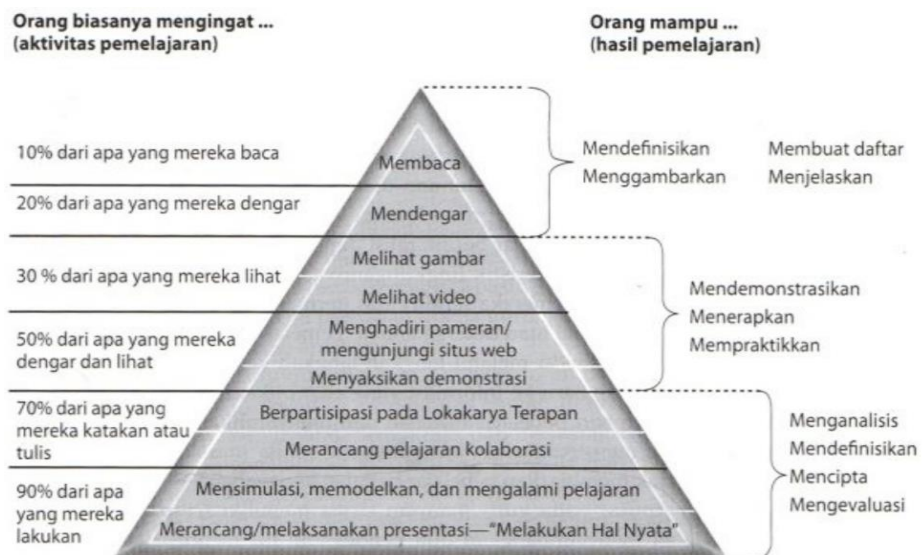 Orang biasanya mengingat ...
(aktivitas pemelajaran)
Orang mampu ...
(hasil pemelajaran)
10% dari apa yang mereka baca
20% dari apa yang mereka dengar
30 % dari apa yang mereka lihat
50% dari apa yang mereka
dengar dan lihat
70% dari apa yang
mereka katakan atau
tulis
90% dari apa
yang mereka
lakukan
Membaca
Mendengar
Melihat gambar
Melihat video
Menghadiri pameran/
mengunjungi situs web
Menyaksikan demonstrasi
Berpartisipasi pada Lokakarya Terapan
Merancang pelajaran kolaborasi
Mensimulasi, memodelkan, dan mengalami pelajaran
Merancang/melaksanakan presentasi—"Melakukan Hal Nyata"
Mendefinisikan Membuat daftar
Menggambarkan Menjelaskan
Mendemonstrasikan
Menerapkan
Mempraktikkan
Menganalisis
Mendefinisikan
Mencipta
Mengevaluasi